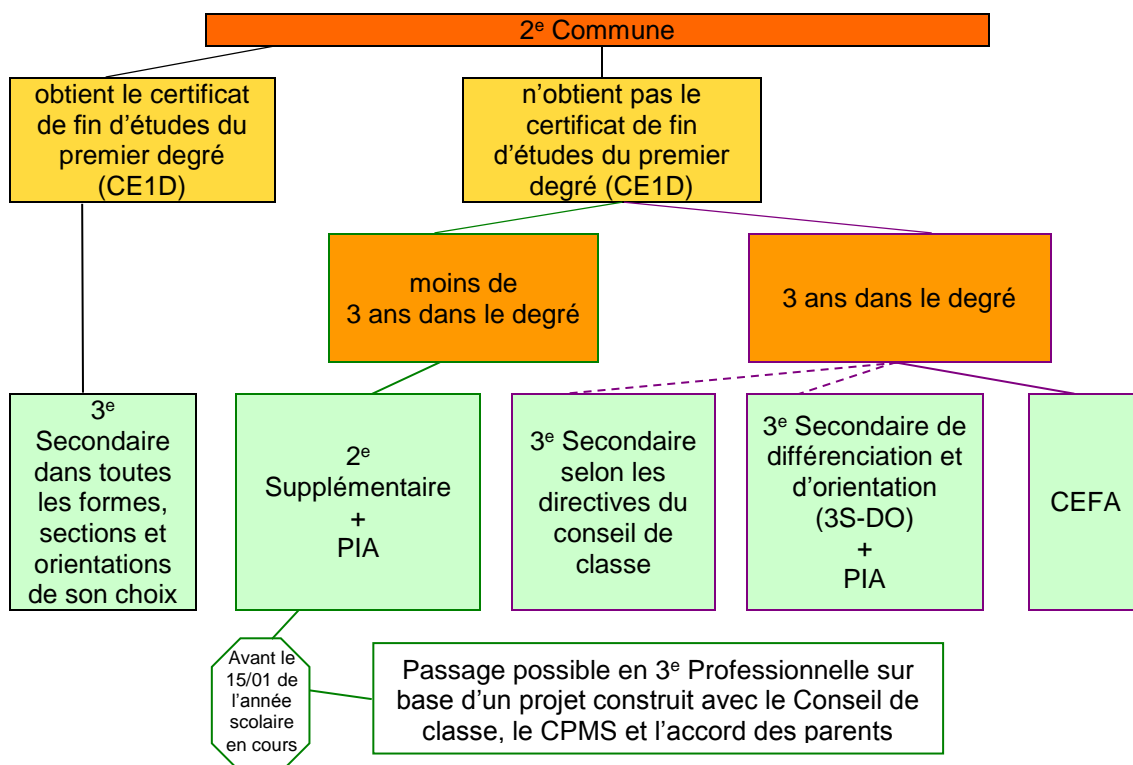 2e Commune
obtient le certificat
de fin d'études du
premier degré
(CE1D)
n'obtient pas le
certificat de fin
d'études du premier
degré (CE1D)
moins de
3 ans dans le degré
3 ans dans le degré
3e
Secondaire
dans toutes
les formes,
sections et
orientations
de son choix
2e
Supplémentaire
+
PIA
3e Secondaire
selon les
directives du
conseil de
classe
3e Secondaire de
différenciation et
d'orientation
(3S-DO)
+
PIA
CEFA
Avant le
15/01 de
l'année
scolaire
en cours
Passage possible en 3e Professionnelle sur
base d'un projet construit avec le Conseil de
classe, le CPMS et l'accord des parents